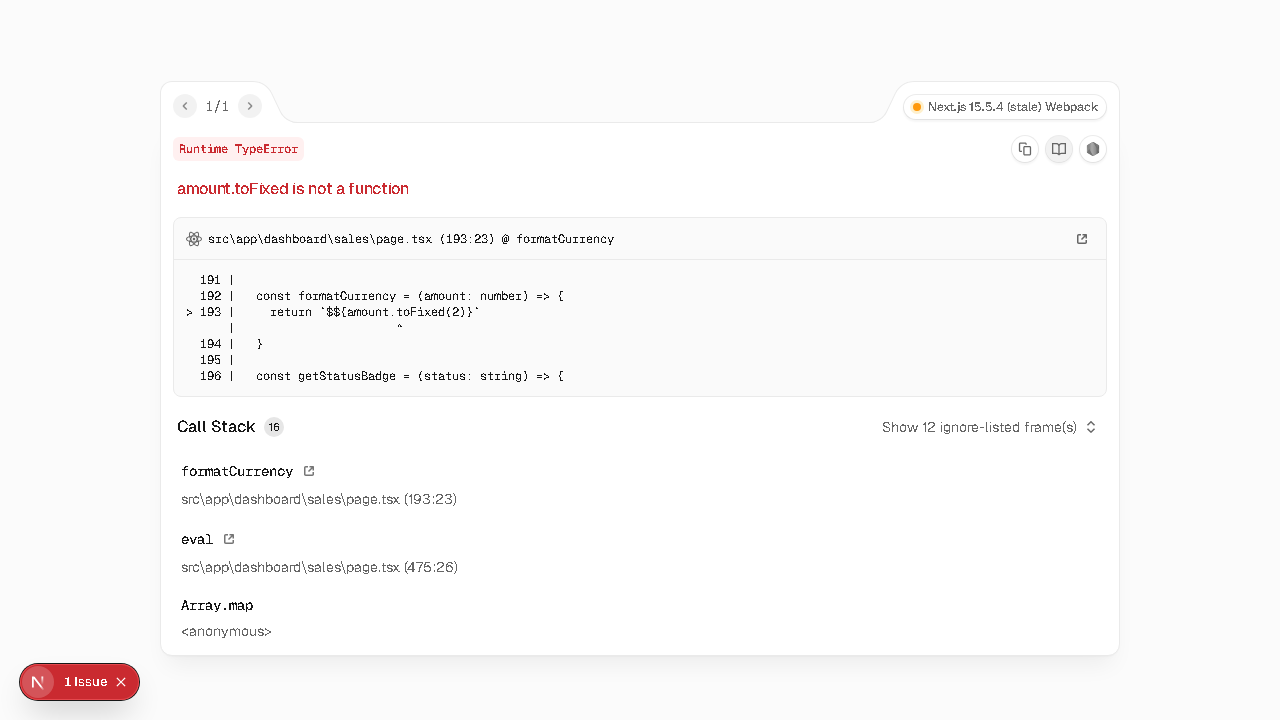 1/1
Next.js 15.5.4 (stale) Webpack
Runtime TypeError
amount.toFixed is not a function
src\app\dashboard\sales\page.tsx (193:23) @ formatCurrency
191 |
192 |   const formatCurrency = (amount: number) => {
> 193 |     return `$${amount.toFixed(2)}`
|                       ^
194 |   }
195 |
196 |   const getStatusBadge = (status: string) => {
Call Stack 16
Show 12 ignore-listed frame(s)
formatCurrency
src\app\dashboard\sales\page.tsx (193:23)
eval
src\app\dashboard\sales\page.tsx (475:26)
Array.map
<anonymous>
N 1 Issue